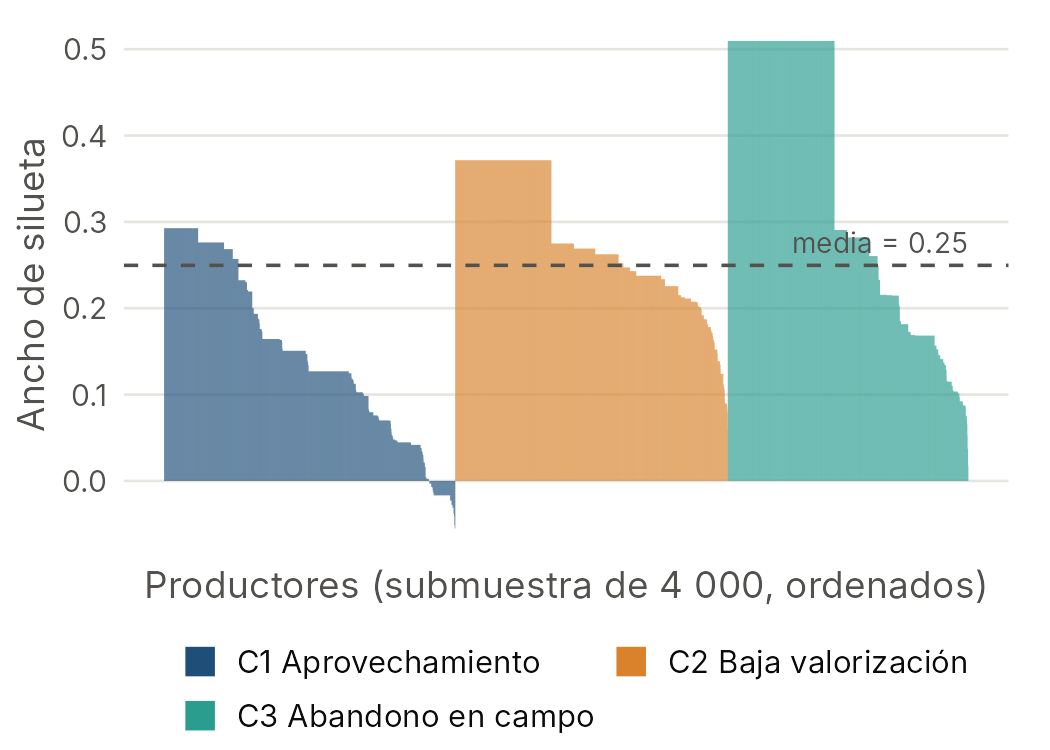 0.5
0.4
0.3
0.2
0.1
0.0
Ancho de silueta
media = 0.25
Productores (submuestra de 4 000, ordenados)
C1 Aprovechamiento
C2 Baja valorización
C3 Abandono en campo